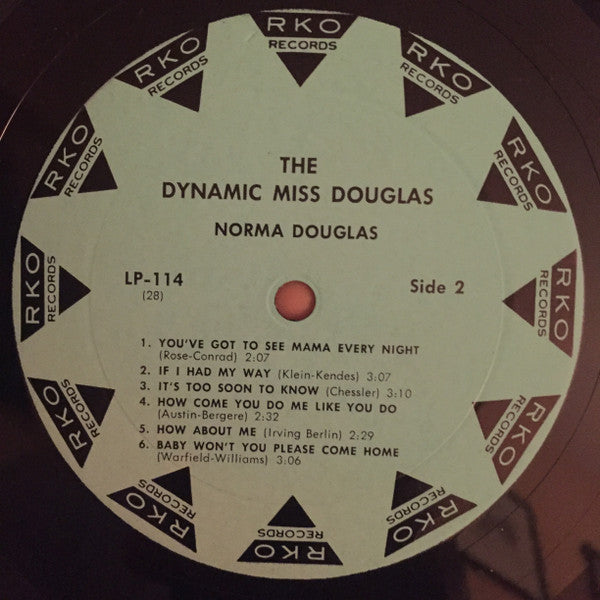 RKO
RECORDS
RKO
RECORDS
RKO
RECORDS
RKO
RECORDS
RKO
RECORDS
RKO
RECORDS
RKO
RECORDS
RKO
RECORDS
RKO
RECORDS
RKO
RECORDS
RKO
RECORDS
RKO
RECORDS
THE
DYNAMIC MISS DOUGLAS
NORMA DOUGLAS
LP-114 Side 2
(28)
1. YOU'VE GOT TO SEE MAMA EVERY NIGHT
(Rose-Conrad) 2:07
2. IF I HAD MY WAY (Klein-Kendes) 3:07
3. IT'S TOO SOON TO KNOW (Chessler) 3:10
4. HOW COME YOU DO ME LIKE YOU DO
(Austin-Bergere) 2:32
5. HOW ABOUT ME (Irving Berlin) 2:29
6. BABY WON'T YOU PLEASE COME HOME
(Warfield-Williams) 3:06